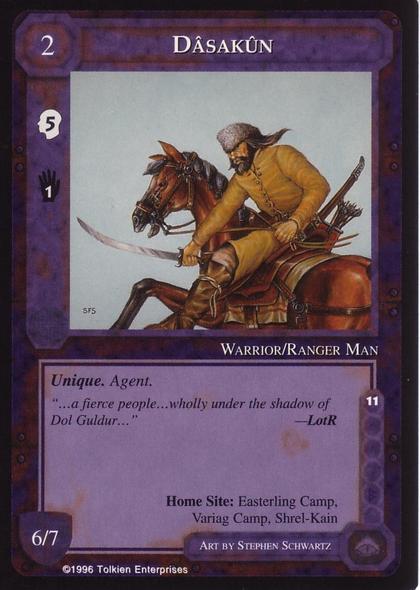 2
DÂSAKÛN
5
1
SFS
WARRIOR/RANGER MAN
Unique. Agent.
“...a fierce people...wholly under the shadow of
Dol Guldur...” —LotR
11
Home Site: Easterling Camp,
Variag Camp, Shrel-Kain
6/7
ART BY STEPHEN SCHWARTZ
©1996 Tolkien Enterprises